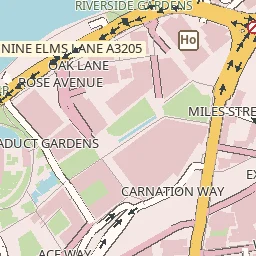 RIVERSIDE GARDENS
NINE ELMS LANE A3205
Ho
OAK LANE
ROSE AVENUE
MILES STRE
ADUCT GARDENS
CARNATION WAY
EX
ACE WAY